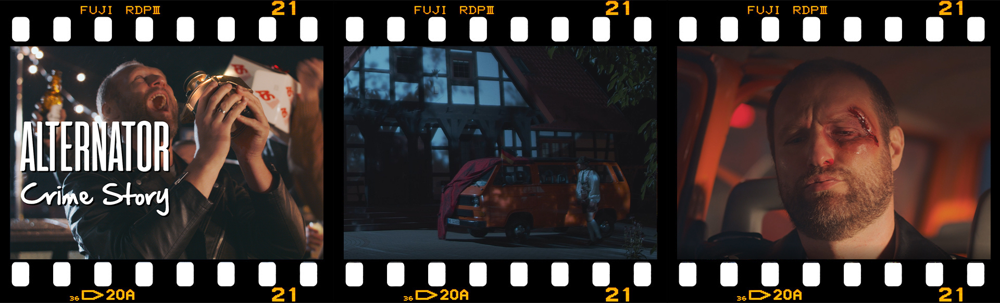 FUJI RDPⅢ 21
FUJI RDPⅢ 21
FUJI RDPⅢ 21
ALTERNATOR
Crime Story
36 20A 21
36 20A 21
36 20A 21